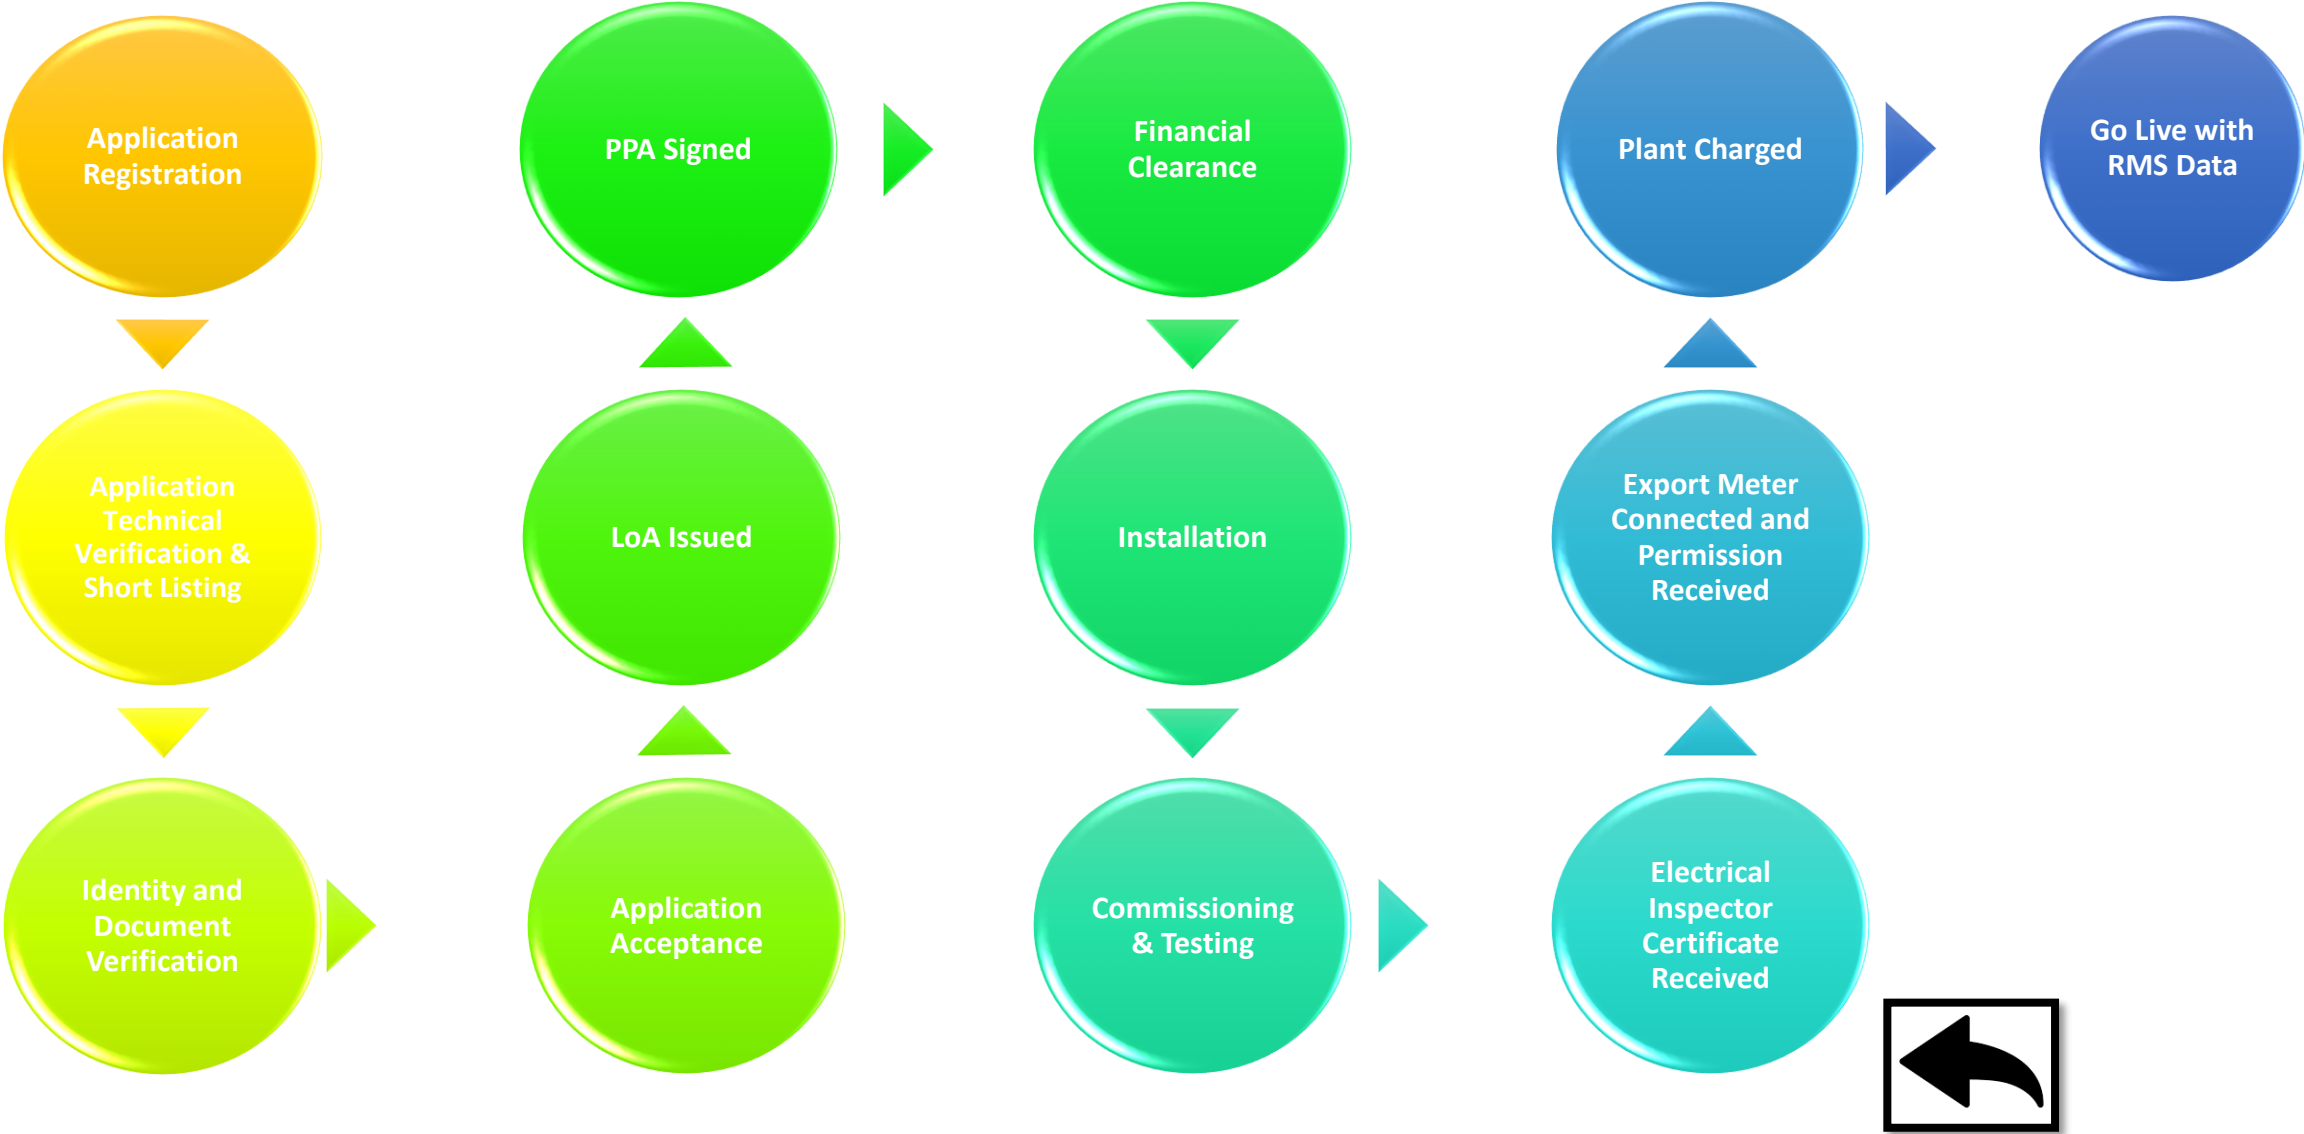 Application
Registration
Application
Technical
Verification &
Short Listing
Identity and
Document
Verification
Application
Acceptance
LoA Issued
PPA Signed
Financial
Clearance
Installation
Commissioning
& Testing
Electrical
Inspector
Certificate
Received
Export Meter
Connected and
Permission
Received
Plant Charged
Go Live with
RMS Data